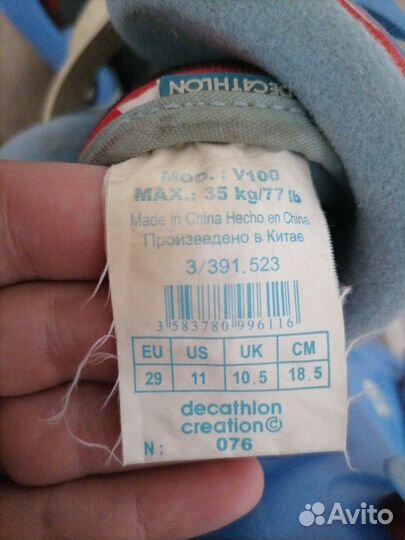 DECATHLON
MOD. : V100
MAX.: 35 kg/77 lb
Made in China Hecho en China
Произведено в Китае
3/391.523
3 583780 996116
EU US UK CM
29 11 10.5 18.5
decathlon
creation©
N : 076
Avito